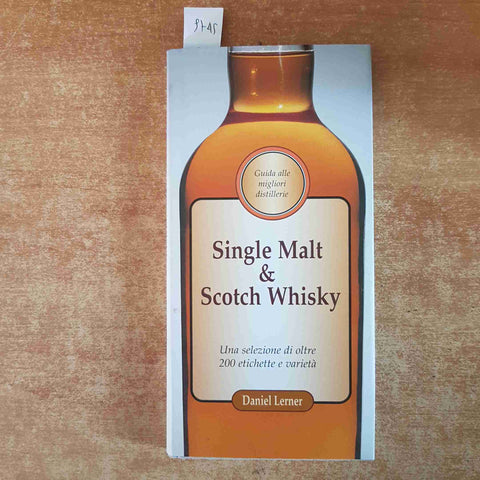 Guida alle
migliori
distillerie
Single Malt
&
Scotch Whisky
Una selezione di oltre
200 etichette e varietà
Daniel Lerner